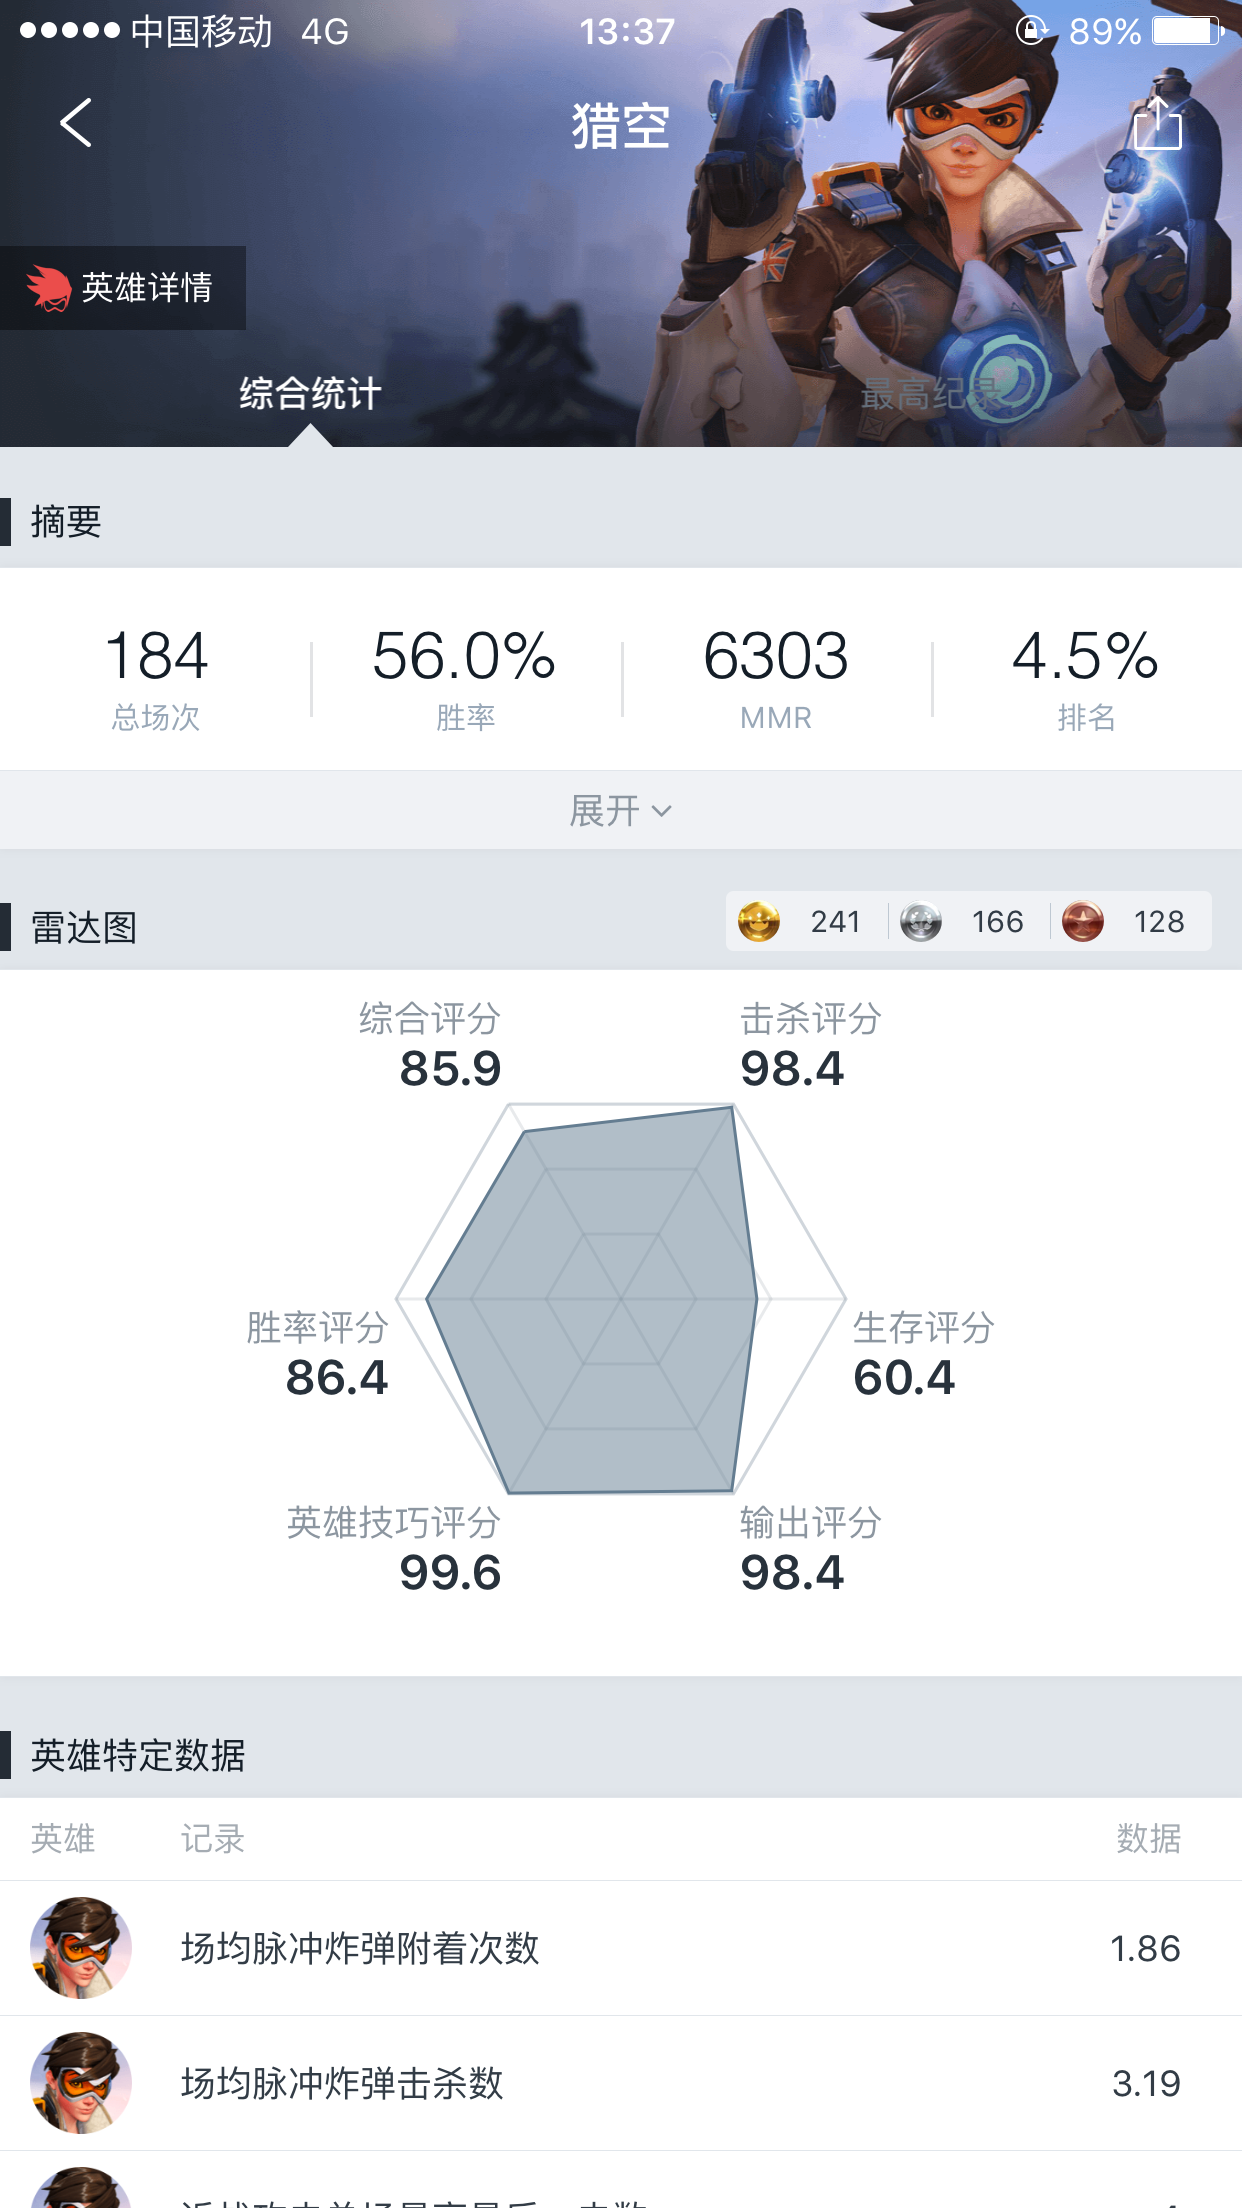 中国移动 4G 13:37 89%
猎空
英雄详情
综合统计 最高纪录
摘要
184 56.0% 6303 4.5%
总场次 胜率 MMR 排名
展开
雷达图 241 166 128
综合评分 击杀评分
85.9 98.4
胜率评分 生存评分
86.4 60.4
英雄技巧评分 输出评分
99.6 98.4
英雄特定数据
英雄 记录 数据
场均脉冲炸弹附着次数 1.86
场均脉冲炸弹击杀数 3.19